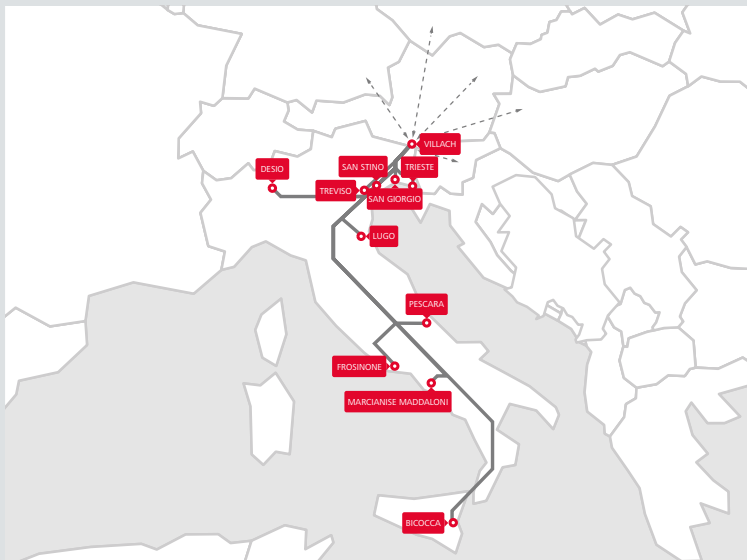 VILLACH
SAN STINO
TRIESTE
DESIO
TREVISO
SAN GIORGIO
LUGO
PESCARA
FROSINONE
MARCIANISE MADDALONI
BICOCCA